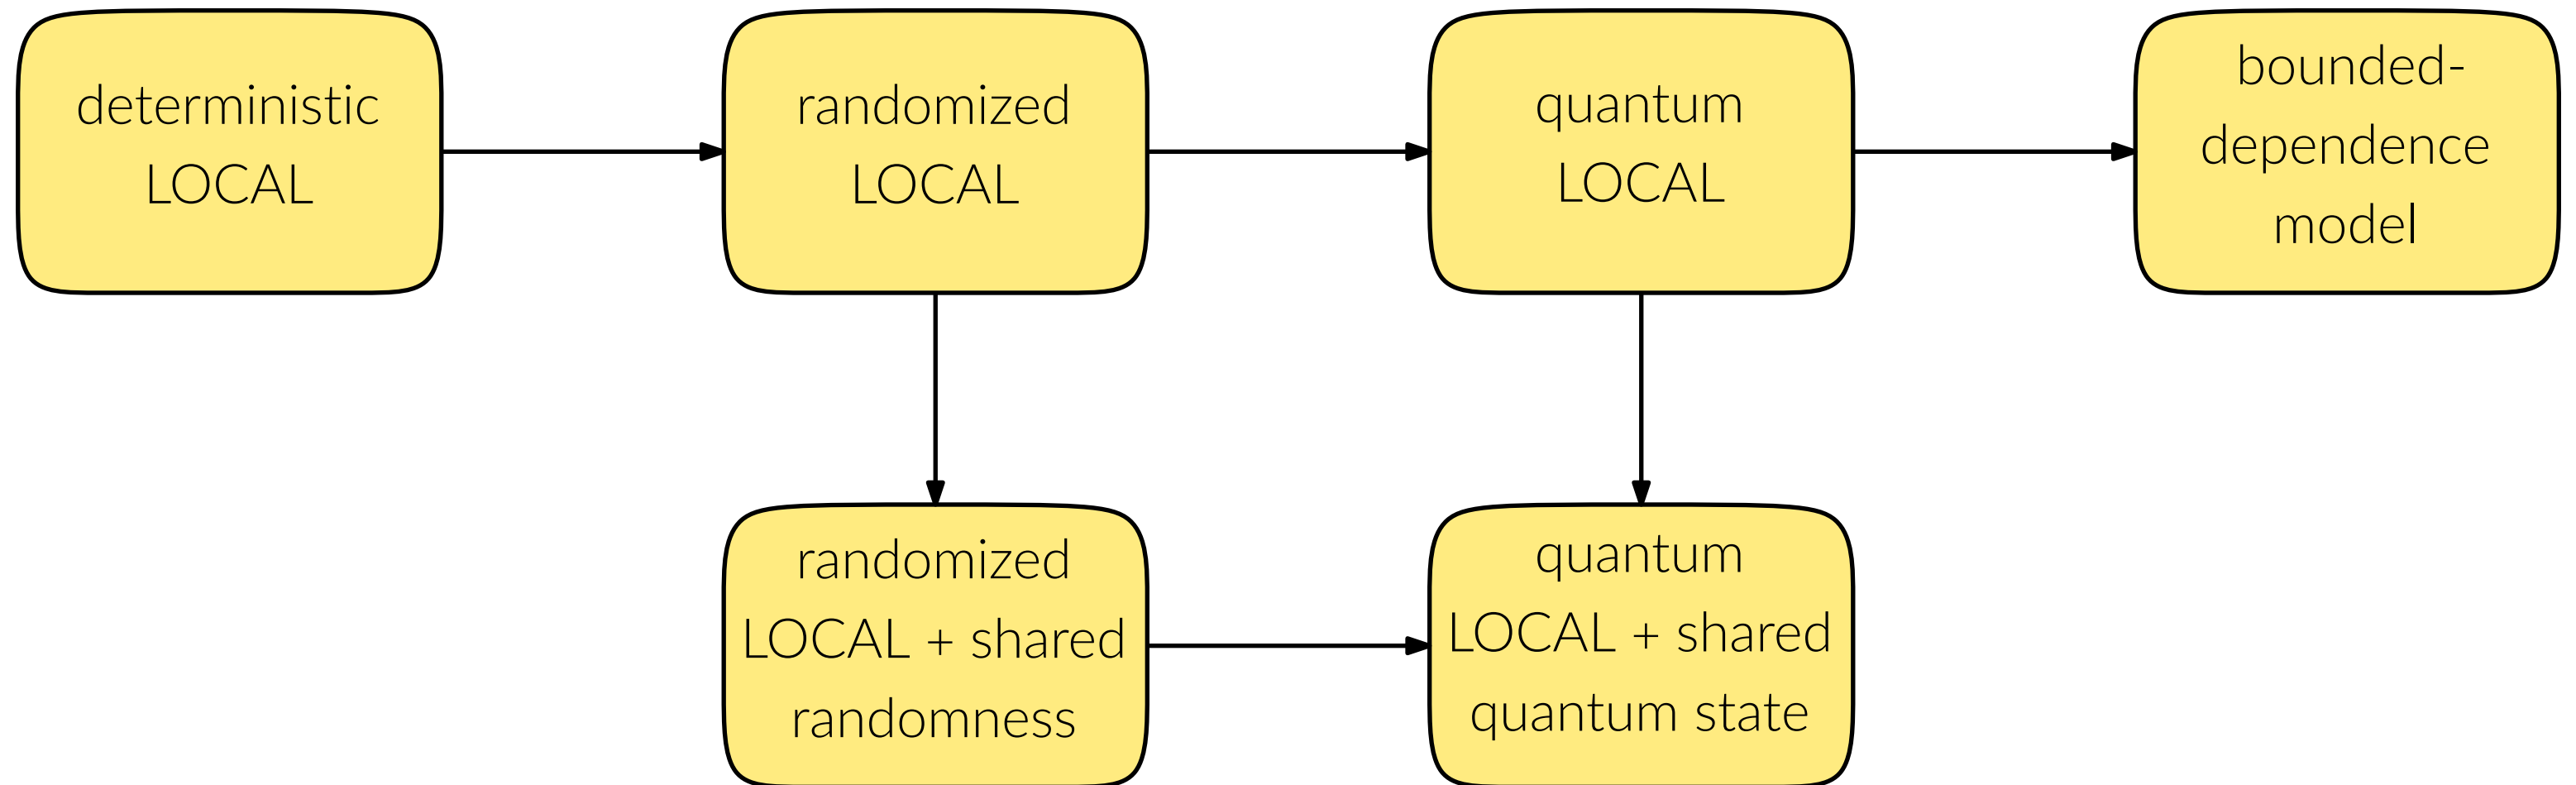 deterministic
LOCAL
randomized
LOCAL
quantum
LOCAL
bounded-
dependence
model
randomized
LOCAL + shared
randomness
quantum
LOCAL + shared
quantum state